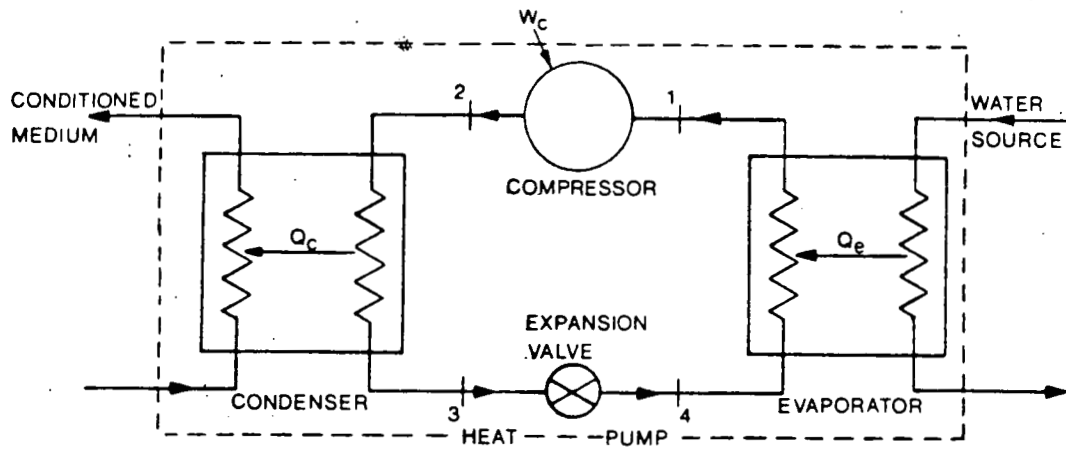 Wc
CONDITIONED
MEDIUM
2
1
WATER
SOURCE
COMPRESSOR
Qc
Qe
EXPANSION
VALVE
CONDENSER
3
4
EVAPORATOR
HEAT PUMP